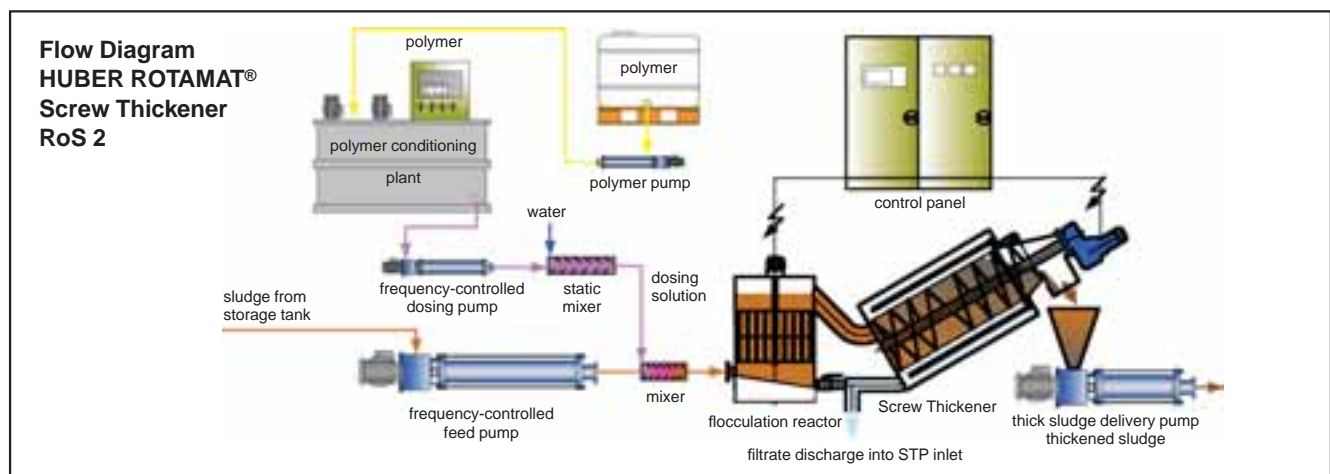 Flow Diagram
HUBER ROTAMAT®
Screw Thickener
RoS 2
polymer
polymer
polymer conditioning
plant
polymer pump
control panel
water
frequency-controlled
dosing pump
static
mixer
dosing
solution
sludge from
storage tank
frequency-controlled
feed pump
mixer
flocculation reactor
Screw Thickener
filtrate discharge into STP inlet
thick sludge delivery pump
thickened sludge